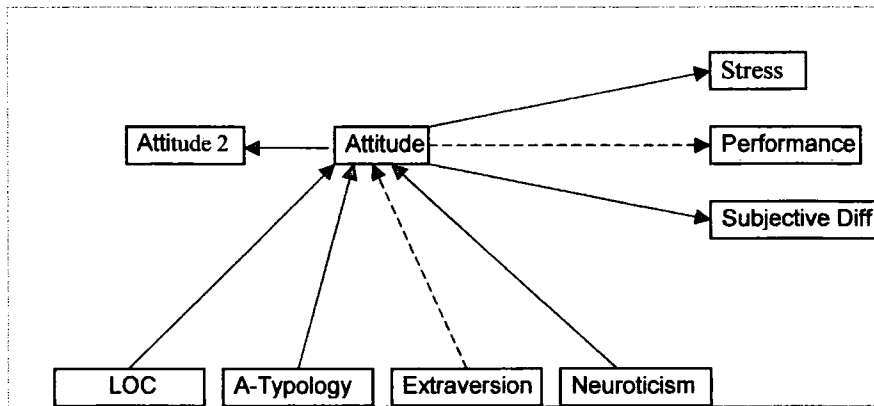 Stress
Attitude 2
Attitude
Performance
Subjective Diff
LOC
A-Typology
Extraversion
Neuroticism